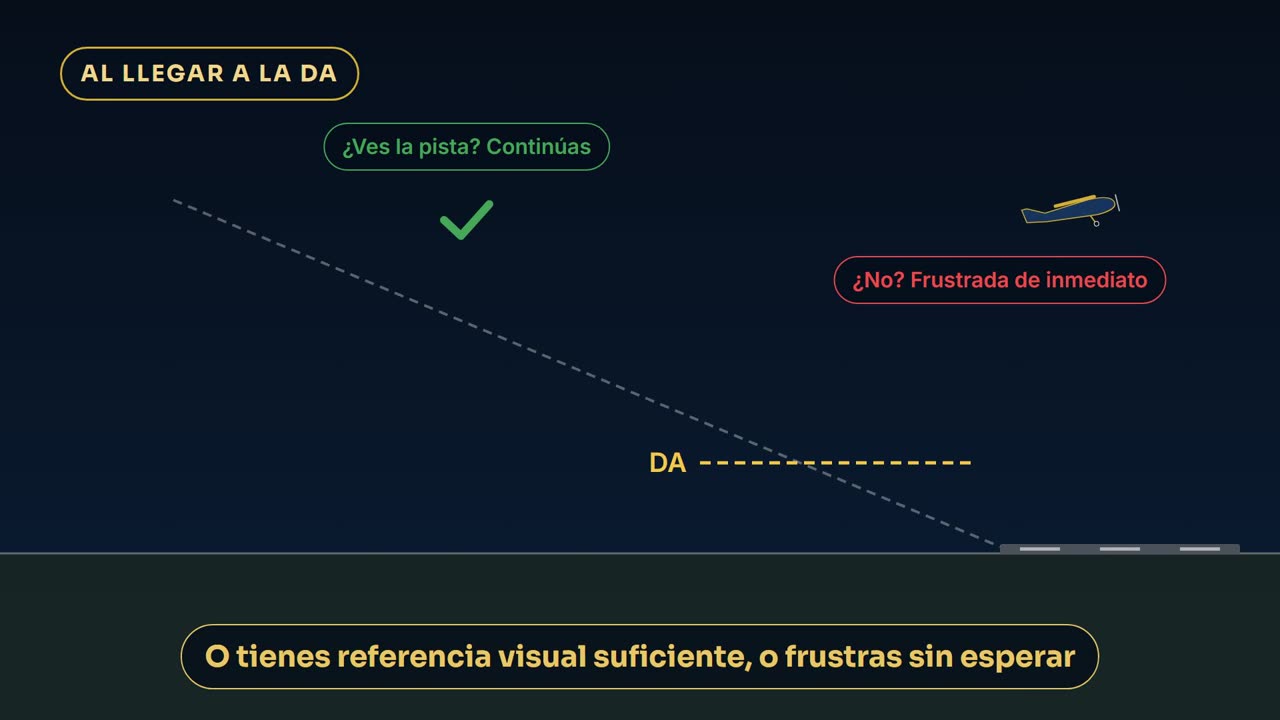 AL LLEGAR A LA DA
¿Ves la pista? Continúas
¿No? Frustrada de inmediato
DA
O tienes referencia visual suficiente, o frustras sin esperar